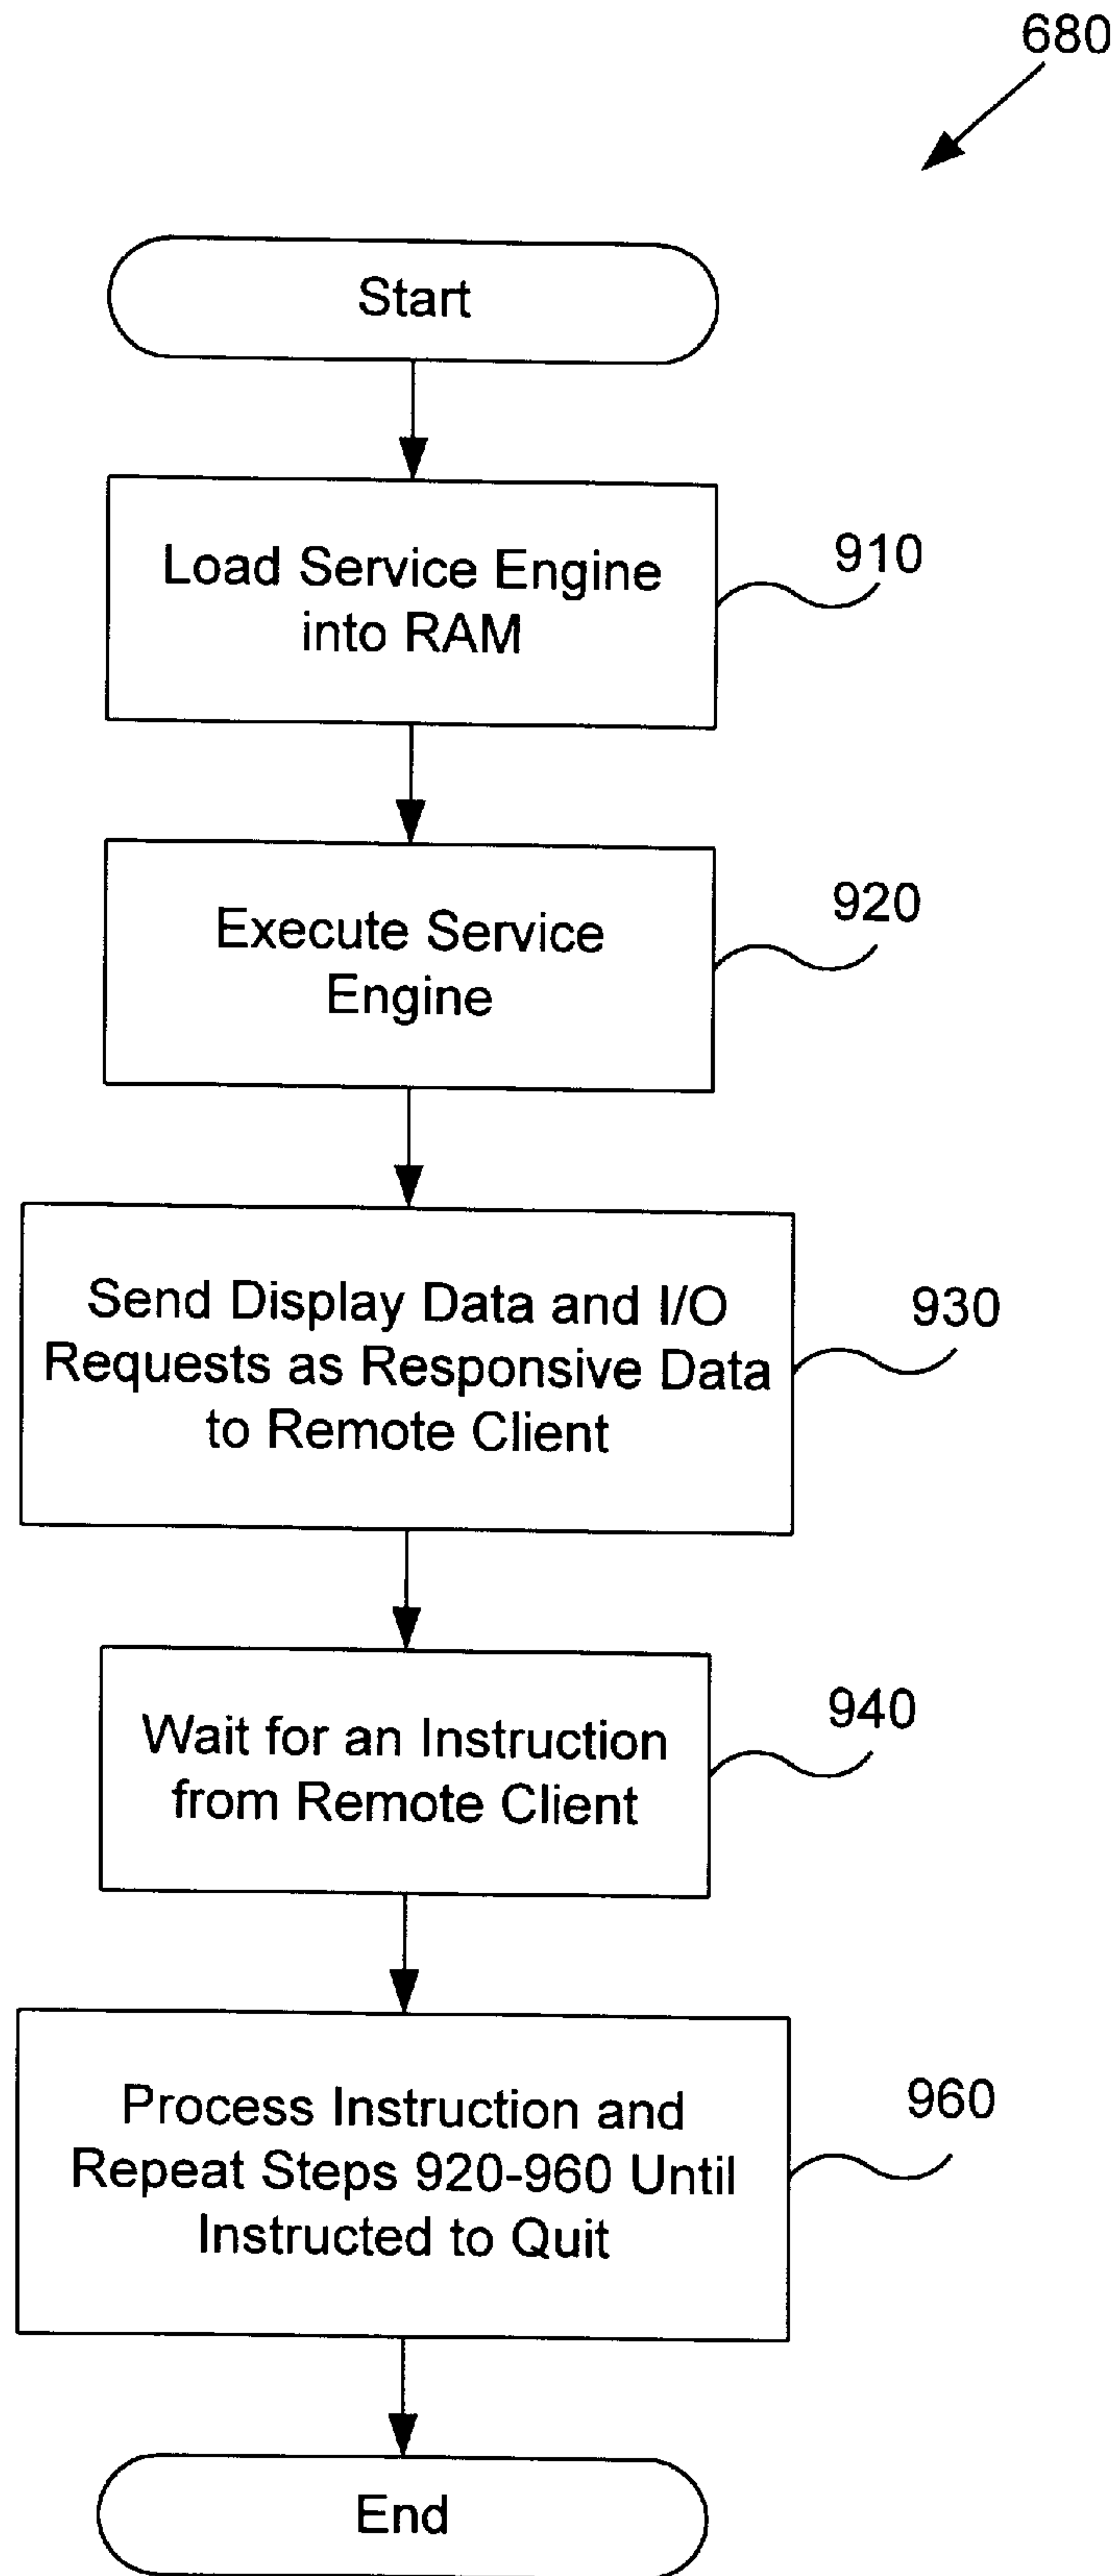 680
Start
Load Service Engine
into RAM
910
Execute Service
Engine
920
Send Display Data and I/O
Requests as Responsive Data
to Remote Client
930
Wait for an Instruction
from Remote Client
940
Process Instruction and
Repeat Steps 920-960 Until
Instructed to Quit
960
End